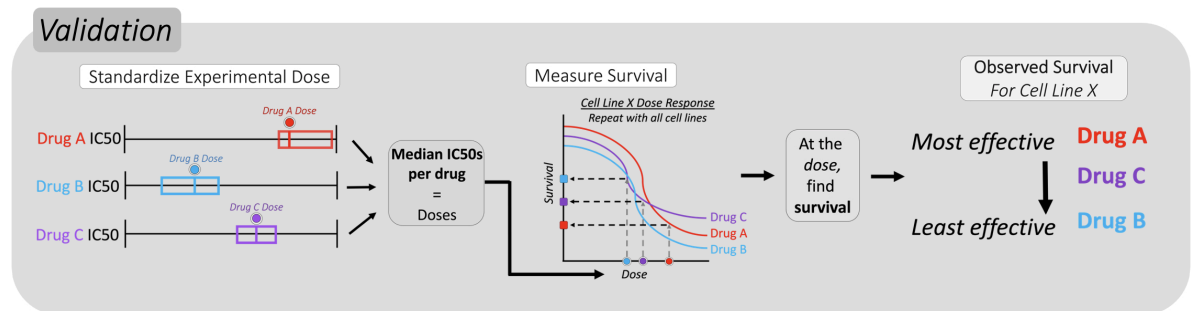 Validation
Standardize Experimental Dose
Drug A Dose
Drug A IC50
Drug B Dose
Drug B IC50
Drug C Dose
Drug C IC50
Median IC50s
per drug
=
Doses
Measure Survival
Cell Line X Dose Response
Repeat with all cell lines
Survival
Drug C
Drug A
Drug B
Dose
At the
dose,
find
survival
Observed Survival
For Cell Line X
Most effective Drug A
Drug C
Least effective Drug B